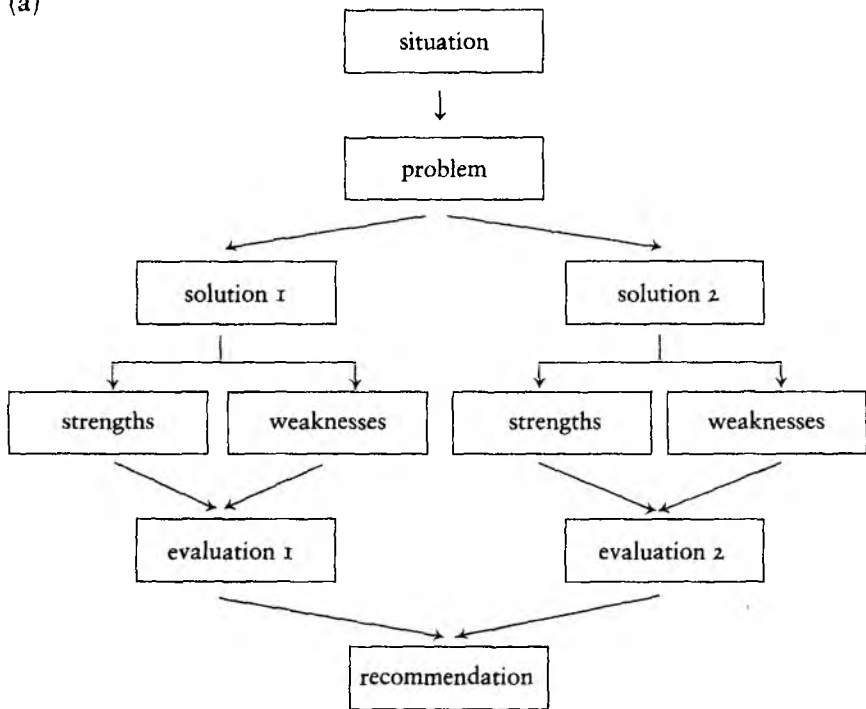 (a)
situation
problem
solution 1
solution 2
strengths
weaknesses
strengths
weaknesses
evaluation 1
evaluation 2
recommendation